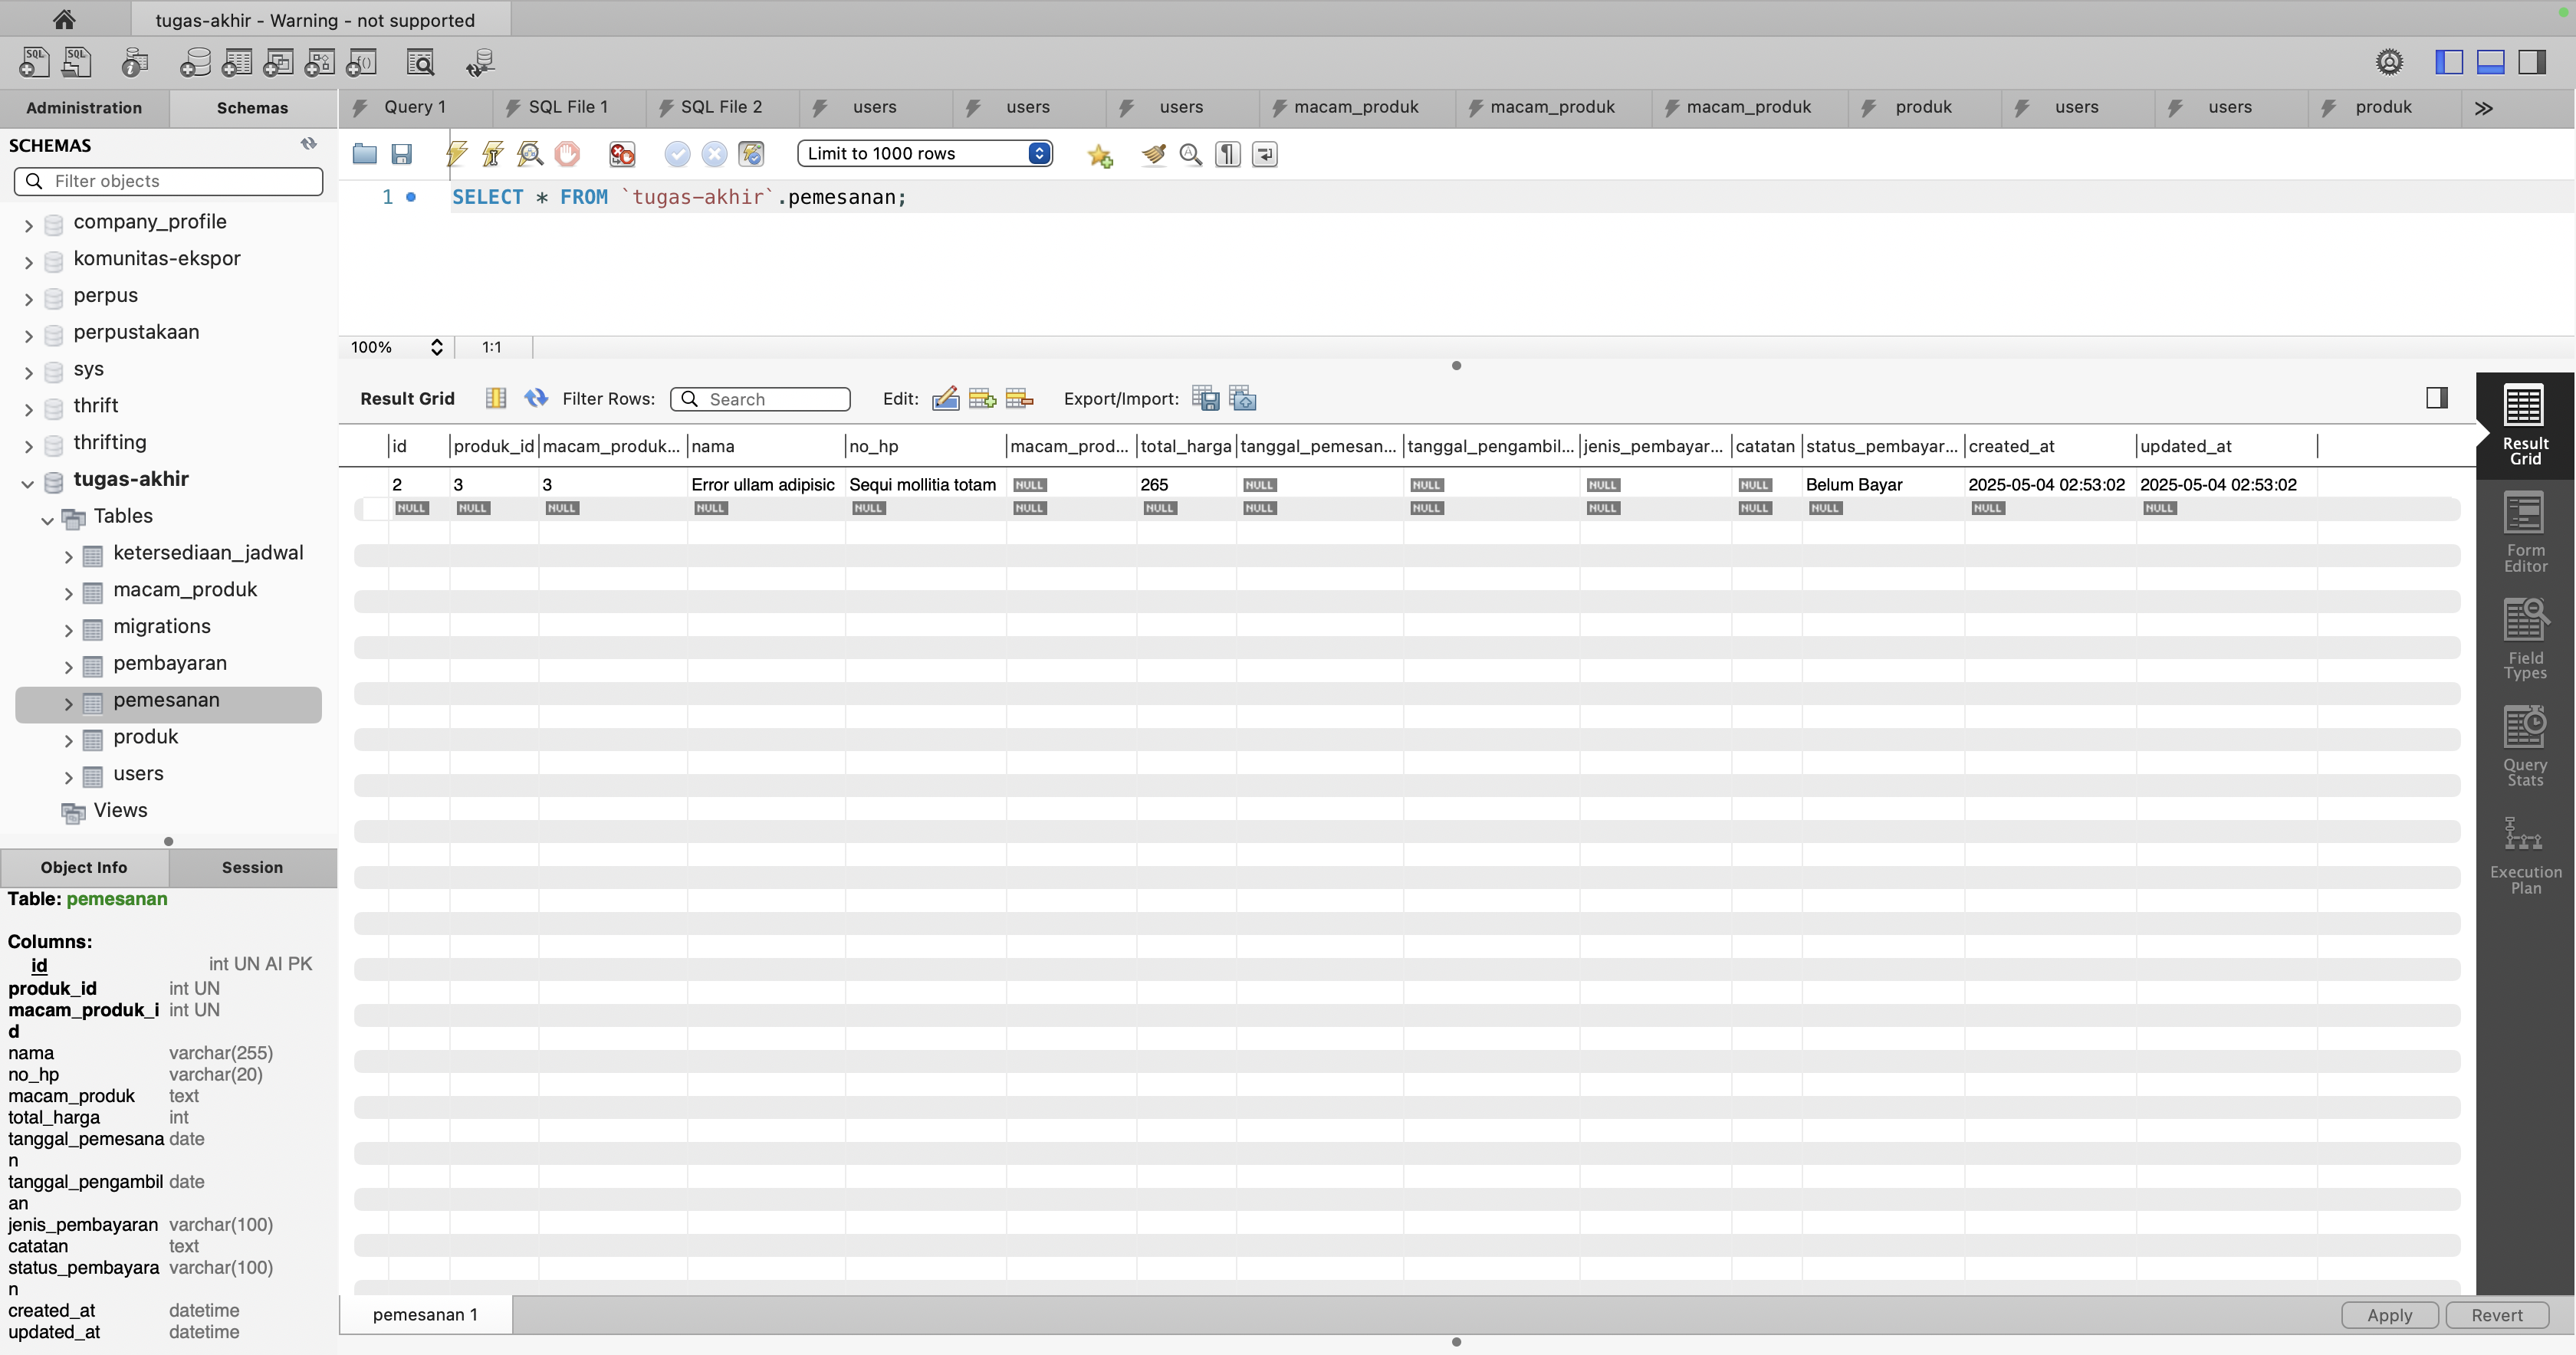 tugas-akhir - Warning - not supported
Administration
Schemas
Query 1
SQL File 1
SQL File 2
users
users
users
macam_produk
macam_produk
macam_produk
produk
users
users
produk
SCHEMAS
Filter objects
company_profile
komunitas-ekspor
perpus
perpustakaan
sys
thrift
thrifting
tugas-akhir
Tables
ketersediaan_jadwal
macam_produk
migrations
pembayaran
pemesanan
produk
users
Views
Object Info
Session
Table: pemesanan
Columns:
id int UN AI PK
produk_id int UN
macam_produk_i int UN
d
nama varchar(255)
no_hp varchar(20)
macam_produk text
total_harga int
tanggal_pemesana date
n
tanggal_pengambil date
an
jenis_pembayaran varchar(100)
catatan text
status_pembayara varchar(100)
n
created_at datetime
updated_at datetime
Limit to 1000 rows
1 SELECT * FROM `tugas-akhir`.pemesanan;
100% 1:1
Result Grid Filter Rows: Search Edit: Export/Import:
id produk_id macam_produk... nama no_hp macam_prod... total_harga tanggal_pemesan... tanggal_pengambil... jenis_pembayar... catatan status_pembayar... created_at updated_at
2 3 3 Error ullam adipisic Sequi mollitia totam NULL 265 NULL NULL NULL NULL Belum Bayar 2025-05-04 02:53:02 2025-05-04 02:53:02
NULL NULL NULL NULL NULL NULL NULL NULL NULL NULL NULL NULL NULL NULL
Result
Grid
Form
Editor
Field
Types
Query
Stats
Execution
Plan
pemesanan 1
Apply
Revert